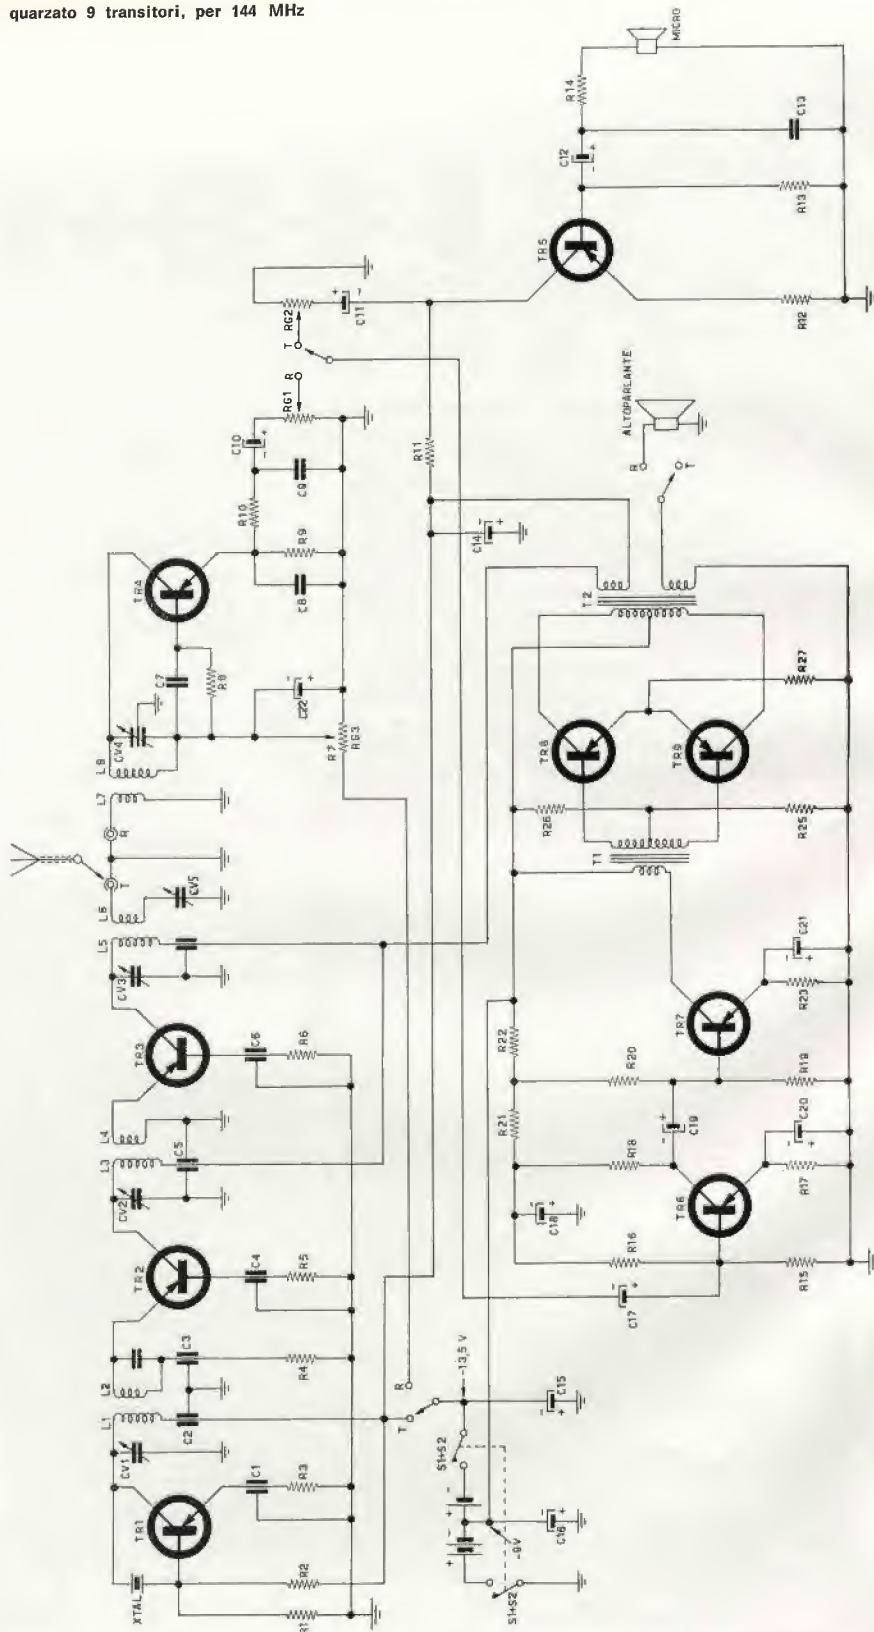 quarzato 9 transitori, per 144 MHz
MICRO
R14
C13
C12
R13
TR5
R12
RG2
C11
T
R
RG1
C10
C9
R10
R9
C8
TR4
R11
ALTOPARLANTE
R
T
C14
T2
C7
R8
C22
R7
RG3
CV4
L8
L7
R
T
L6
CV5
L5
CV3
TR3
C6
R6
L4
L3
C5
CV2
TR2
C4
R5
L2
C3
R4
L1
C2
CV1
C1
R3
TR1
XTAL
R2
R1
R27
TR8
TR9
R26
R25
T1
C21
R23
TR7
R22
R20
R19
R21
C19
C20
R18
R17
TR6
C18
R16
R15
C17
R
T
-13,5 V
C15
S1+S2
C16
-9V
S1+S2